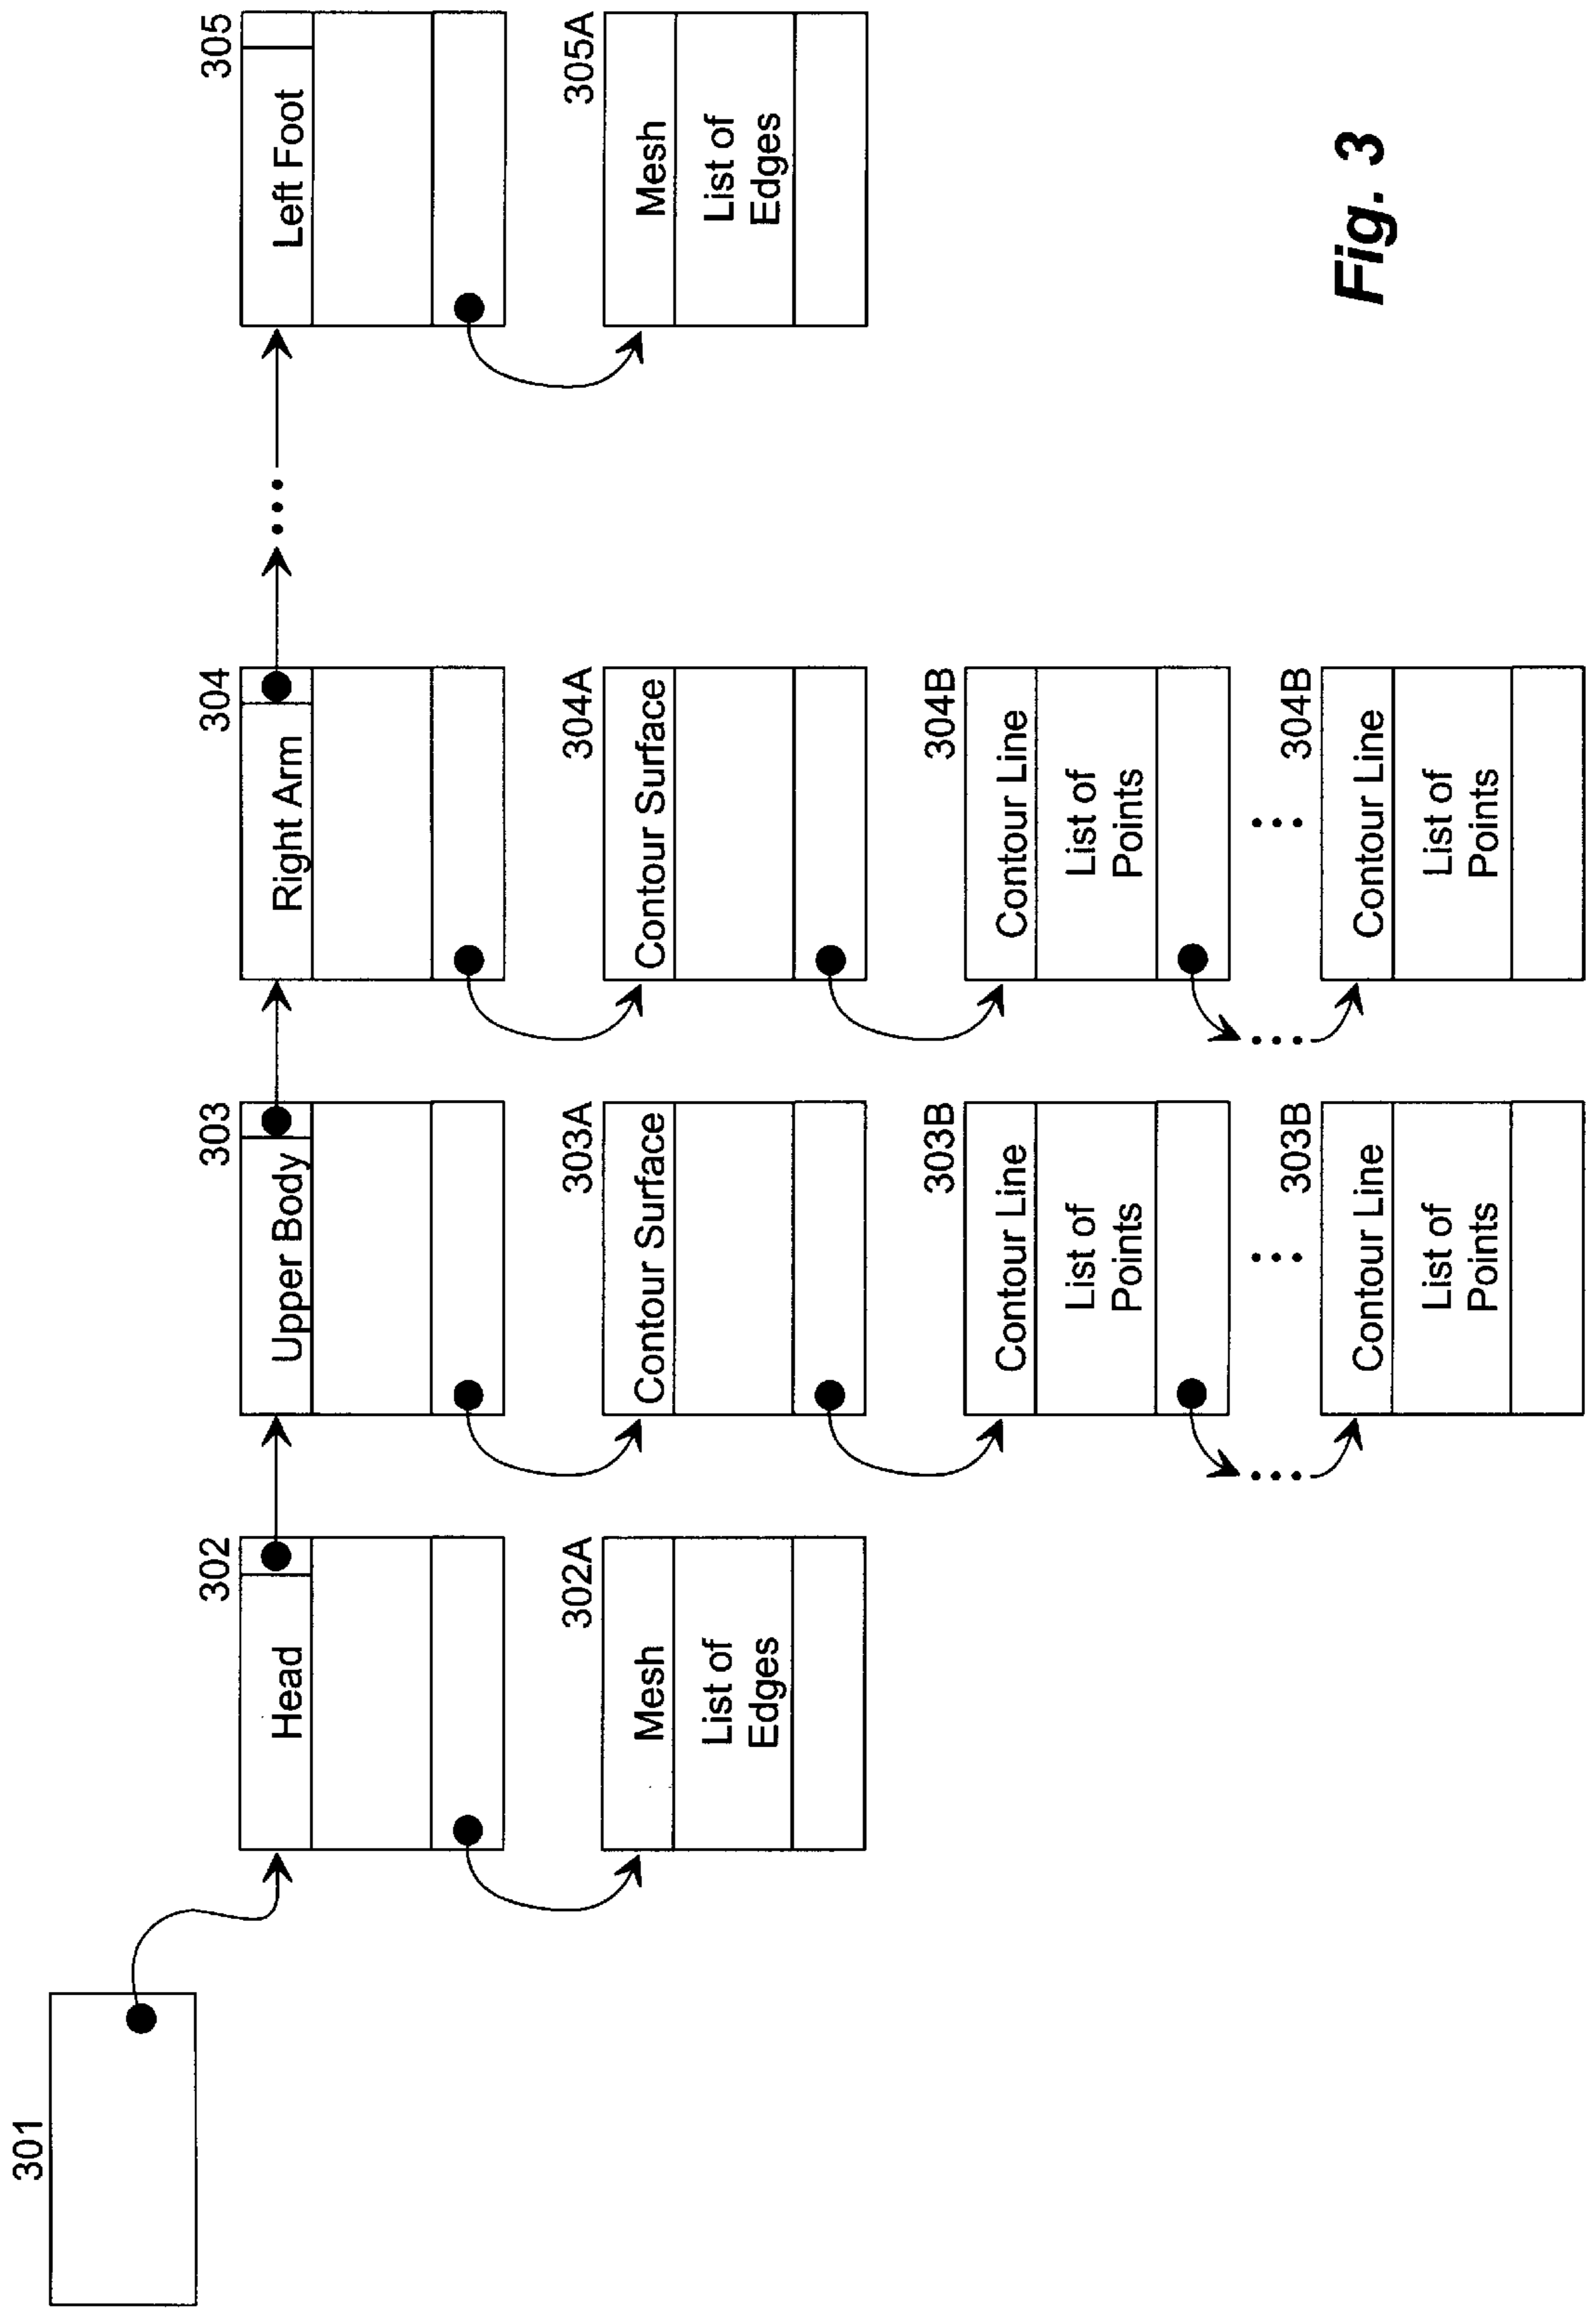 301
302
Head
302A
Mesh
List of
Edges
303
Upper Body
303A
Contour Surface
303B
Contour Line
List of
Points
303B
Contour Line
List of
Points
304
Right Arm
304A
Contour Surface
304B
Contour Line
List of
Points
304B
Contour Line
List of
Points
305
Left Foot
305A
Mesh
List of
Edges
Fig. 3